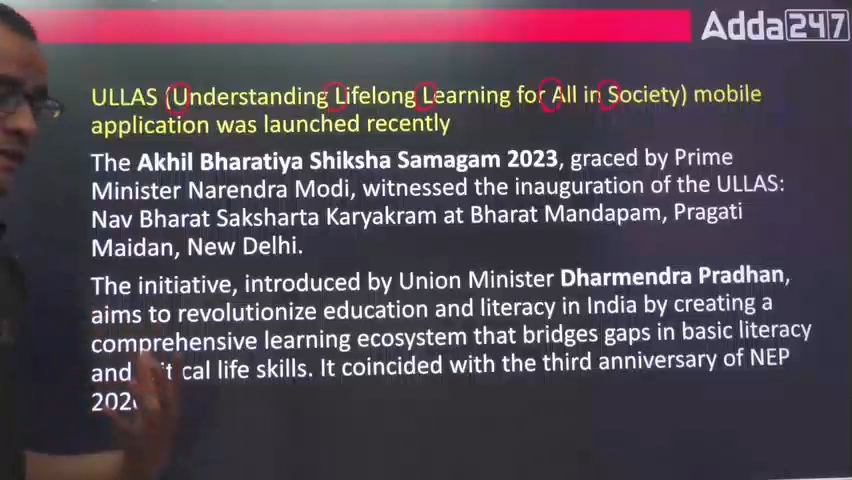 Adda247
ULLAS (Understanding Lifelong Learning for All in Society) mobile
application was launched recently
The Akhil Bharatiya Shiksha Samagam 2023, graced by Prime
Minister Narendra Modi, witnessed the inauguration of the ULLAS:
Nav Bharat Saksharta Karyakram at Bharat Mandapam, Pragati
Maidan, New Delhi.
The initiative, introduced by Union Minister Dharmendra Pradhan,
aims to revolutionize education and literacy in India by creating a
comprehensive learning ecosystem that bridges gaps in basic literacy
and life skills. It coincided with the third anniversary of NEP